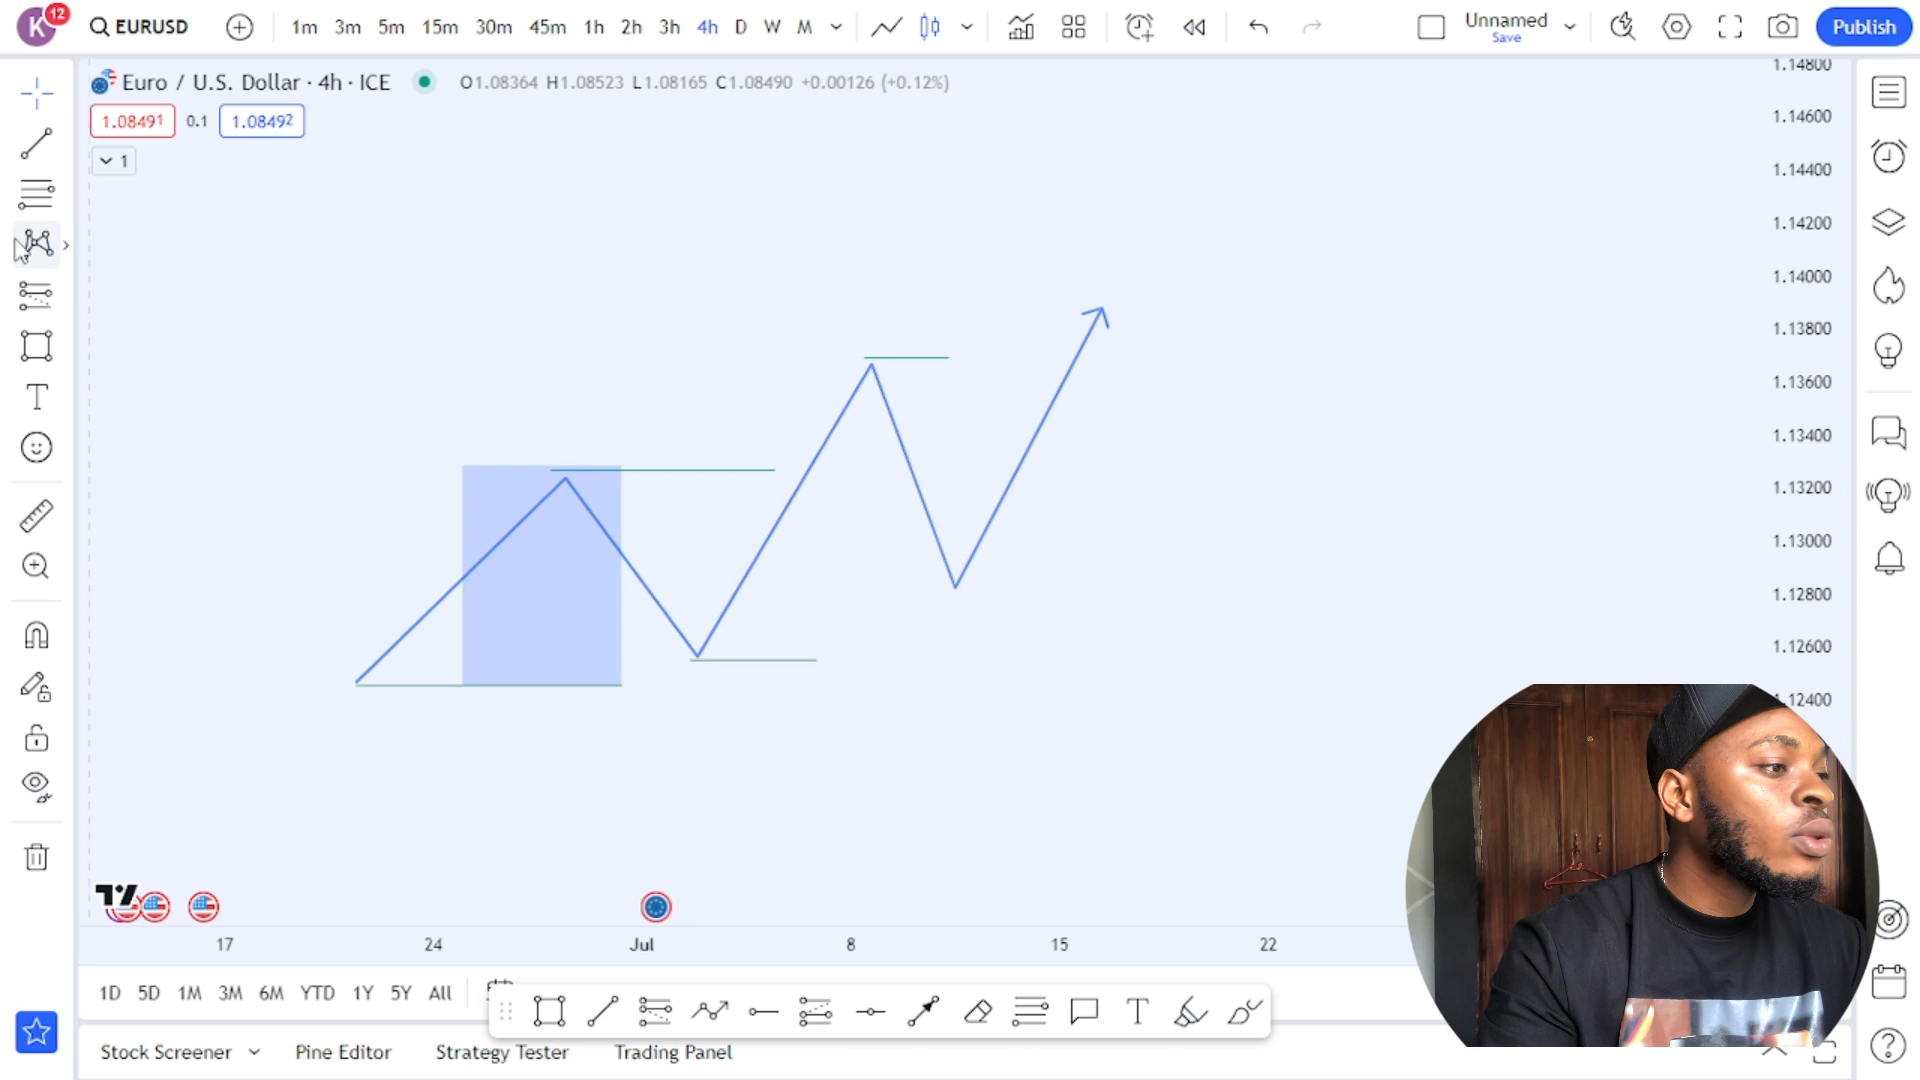 K
12
EURUSD
1m 3m 5m 15m 30m 45m 1h 2h 3h 4h D W M
Unnamed
Save
Publish
Euro / U.S. Dollar · 4h · ICE
O1.08364 H1.08523 L1.08165 C1.08490 +0.00126 (+0.12%)
1.08491 0.1 1.08492
1
1.14800
1.14600
1.14400
1.14200
1.14000
1.13800
1.13600
1.13400
1.13200
1.13000
1.12800
1.12600
1.12400
17 24 Jul 8 15 22
1D 5D 1M 3M 6M YTD 1Y 5Y All
Stock Screener Pine Editor Strategy Tester Trading Panel